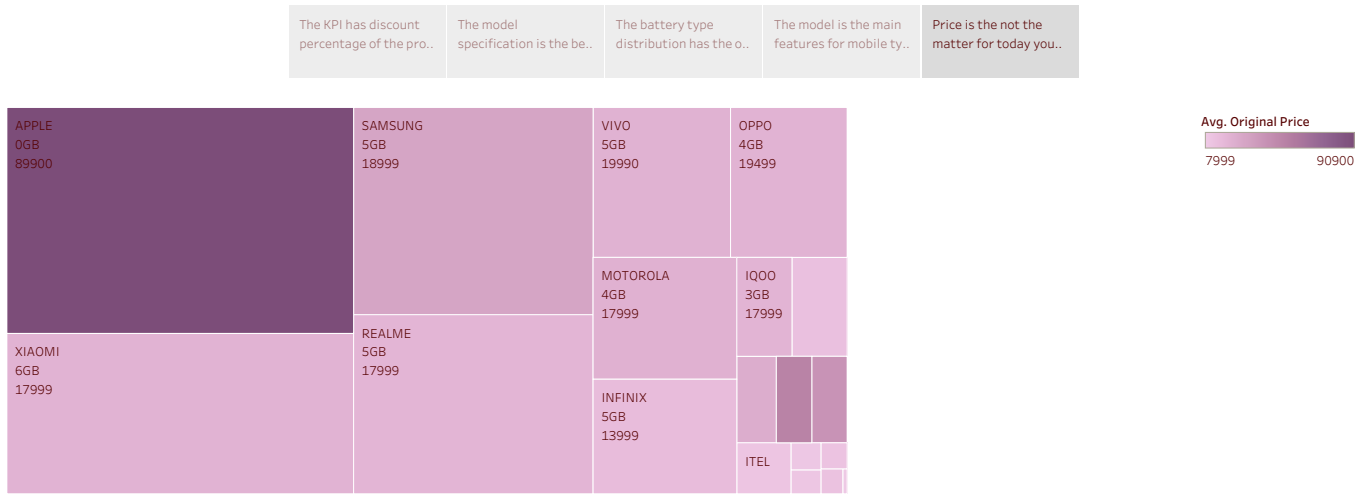 The KPI has discount
percentage of the pro..
The model
specification is the be..
The battery type
distribution has the o..
The model is the main
features for mobile ty..
Price is the not the
matter for today you..
APPLE
0GB
89900
SAMSUNG
5GB
18999
VIVO
5GB
19990
OPPO
4GB
19499
Avg. Original Price
7999 90900
MOTOROLA
4GB
17999
IQOO
3GB
17999
XIAOMI
6GB
17999
REALME
5GB
17999
INFINIX
5GB
13999
ITEL